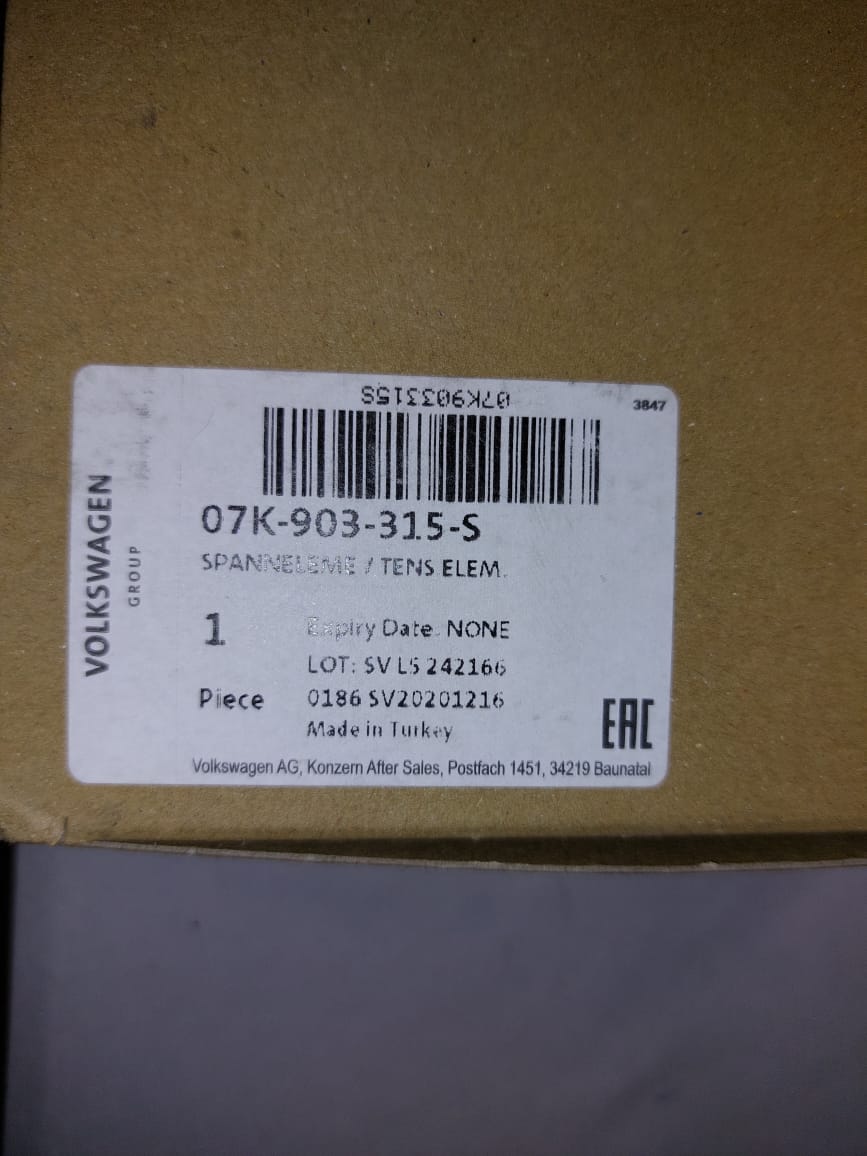 07K903315S
3847
07K-903-315-S
SPANNELEME / TENS ELEM.
1
Expiry Date: NONE
LOT: SV LS 242166
Piece
0186 SV20201216
Made in Turkey
EAC
Volkswagen AG, Konzern After Sales, Postfach 1451, 34219 Baunatal
VOLKSWAGEN
GROUP